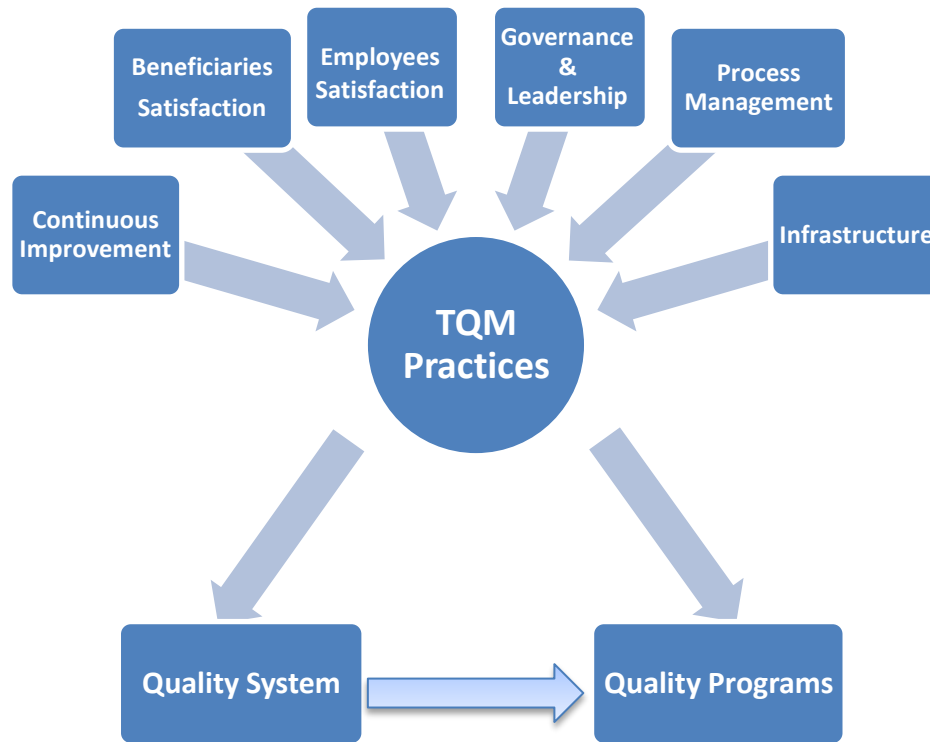 Beneficiaries
Satisfaction
Employees
Satisfaction
Governance
&
Leadership
Process
Management
Continuous
Improvement
Infrastructure
TQM
Practices
Quality System
Quality Programs